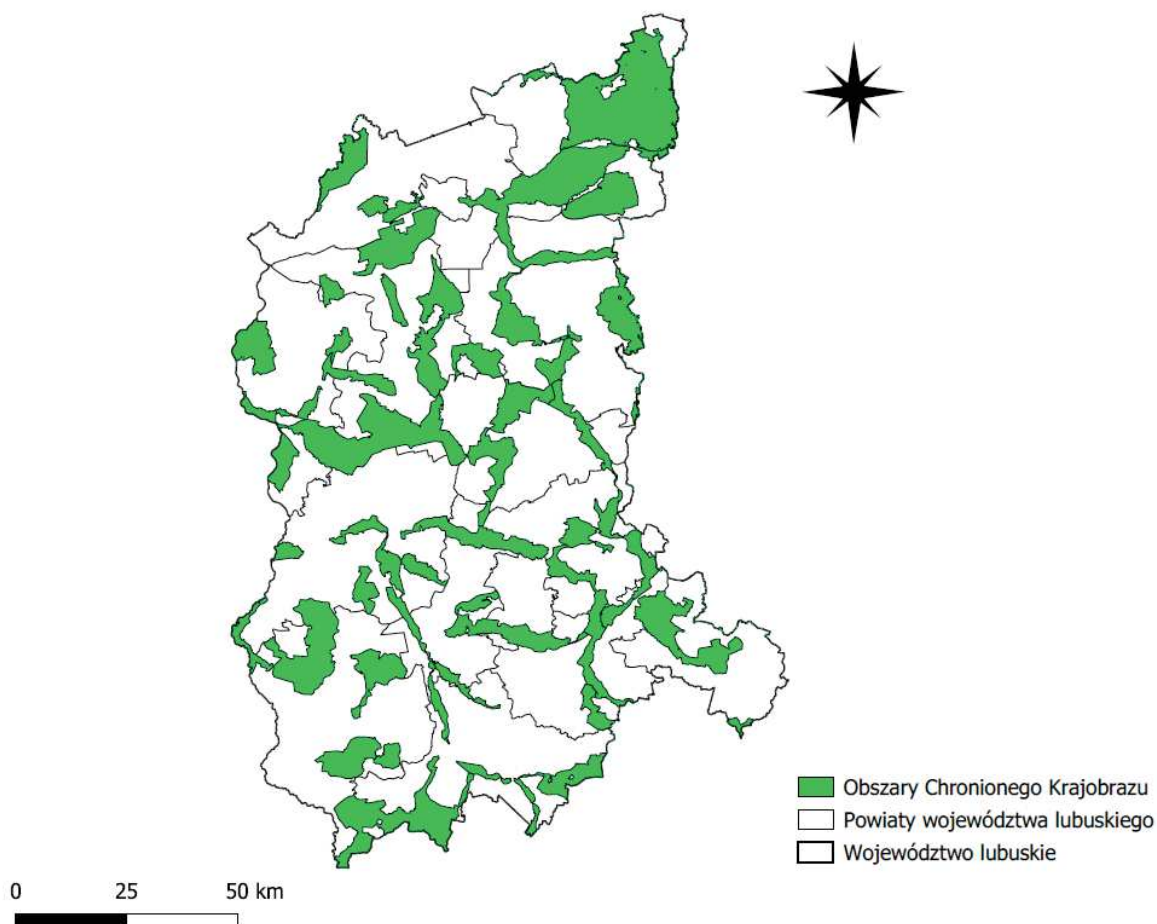 Obszary Chronionego Krajobrazu
Powiaty województwa lubuskiego
Województwo lubuskie
0 25 50 km